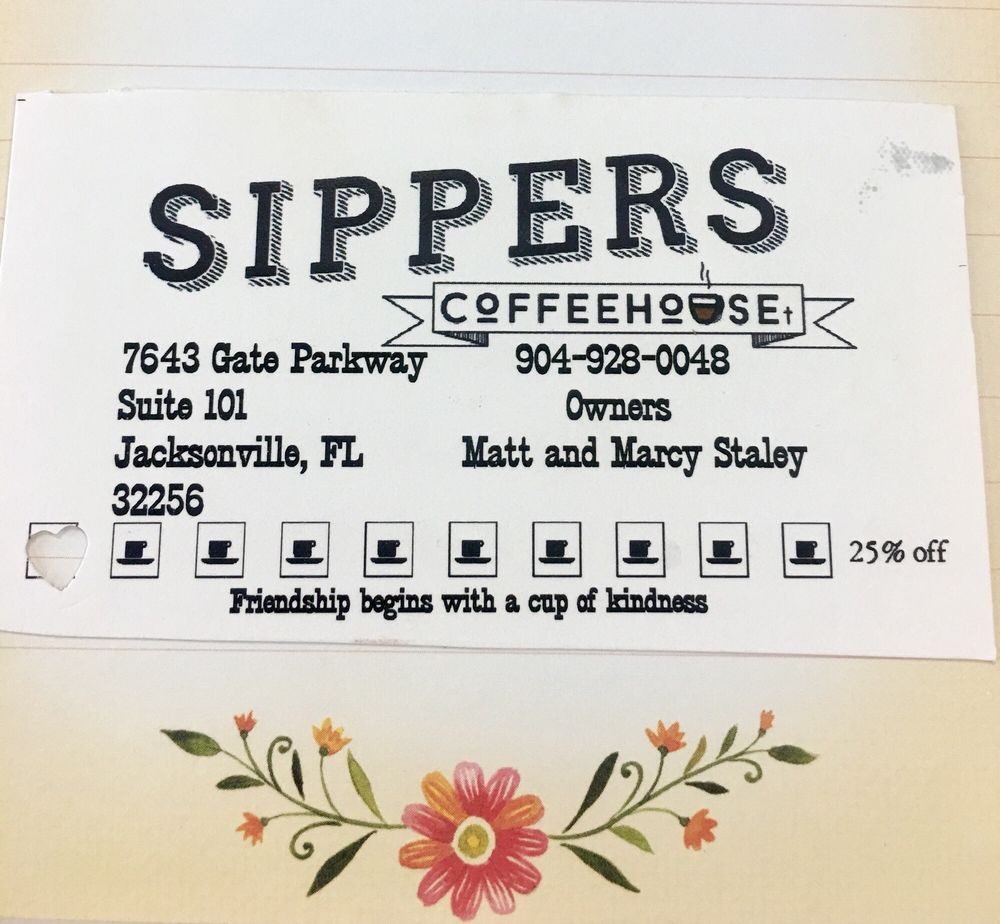 SIPPERS
COFFEEHOUSE
7643 Gate Parkway
Suite 101
Jacksonville, FL
32256
904-928-0048
Owners
Matt and Marcy Staley
25% off
Friendship begins with a cup of kindness